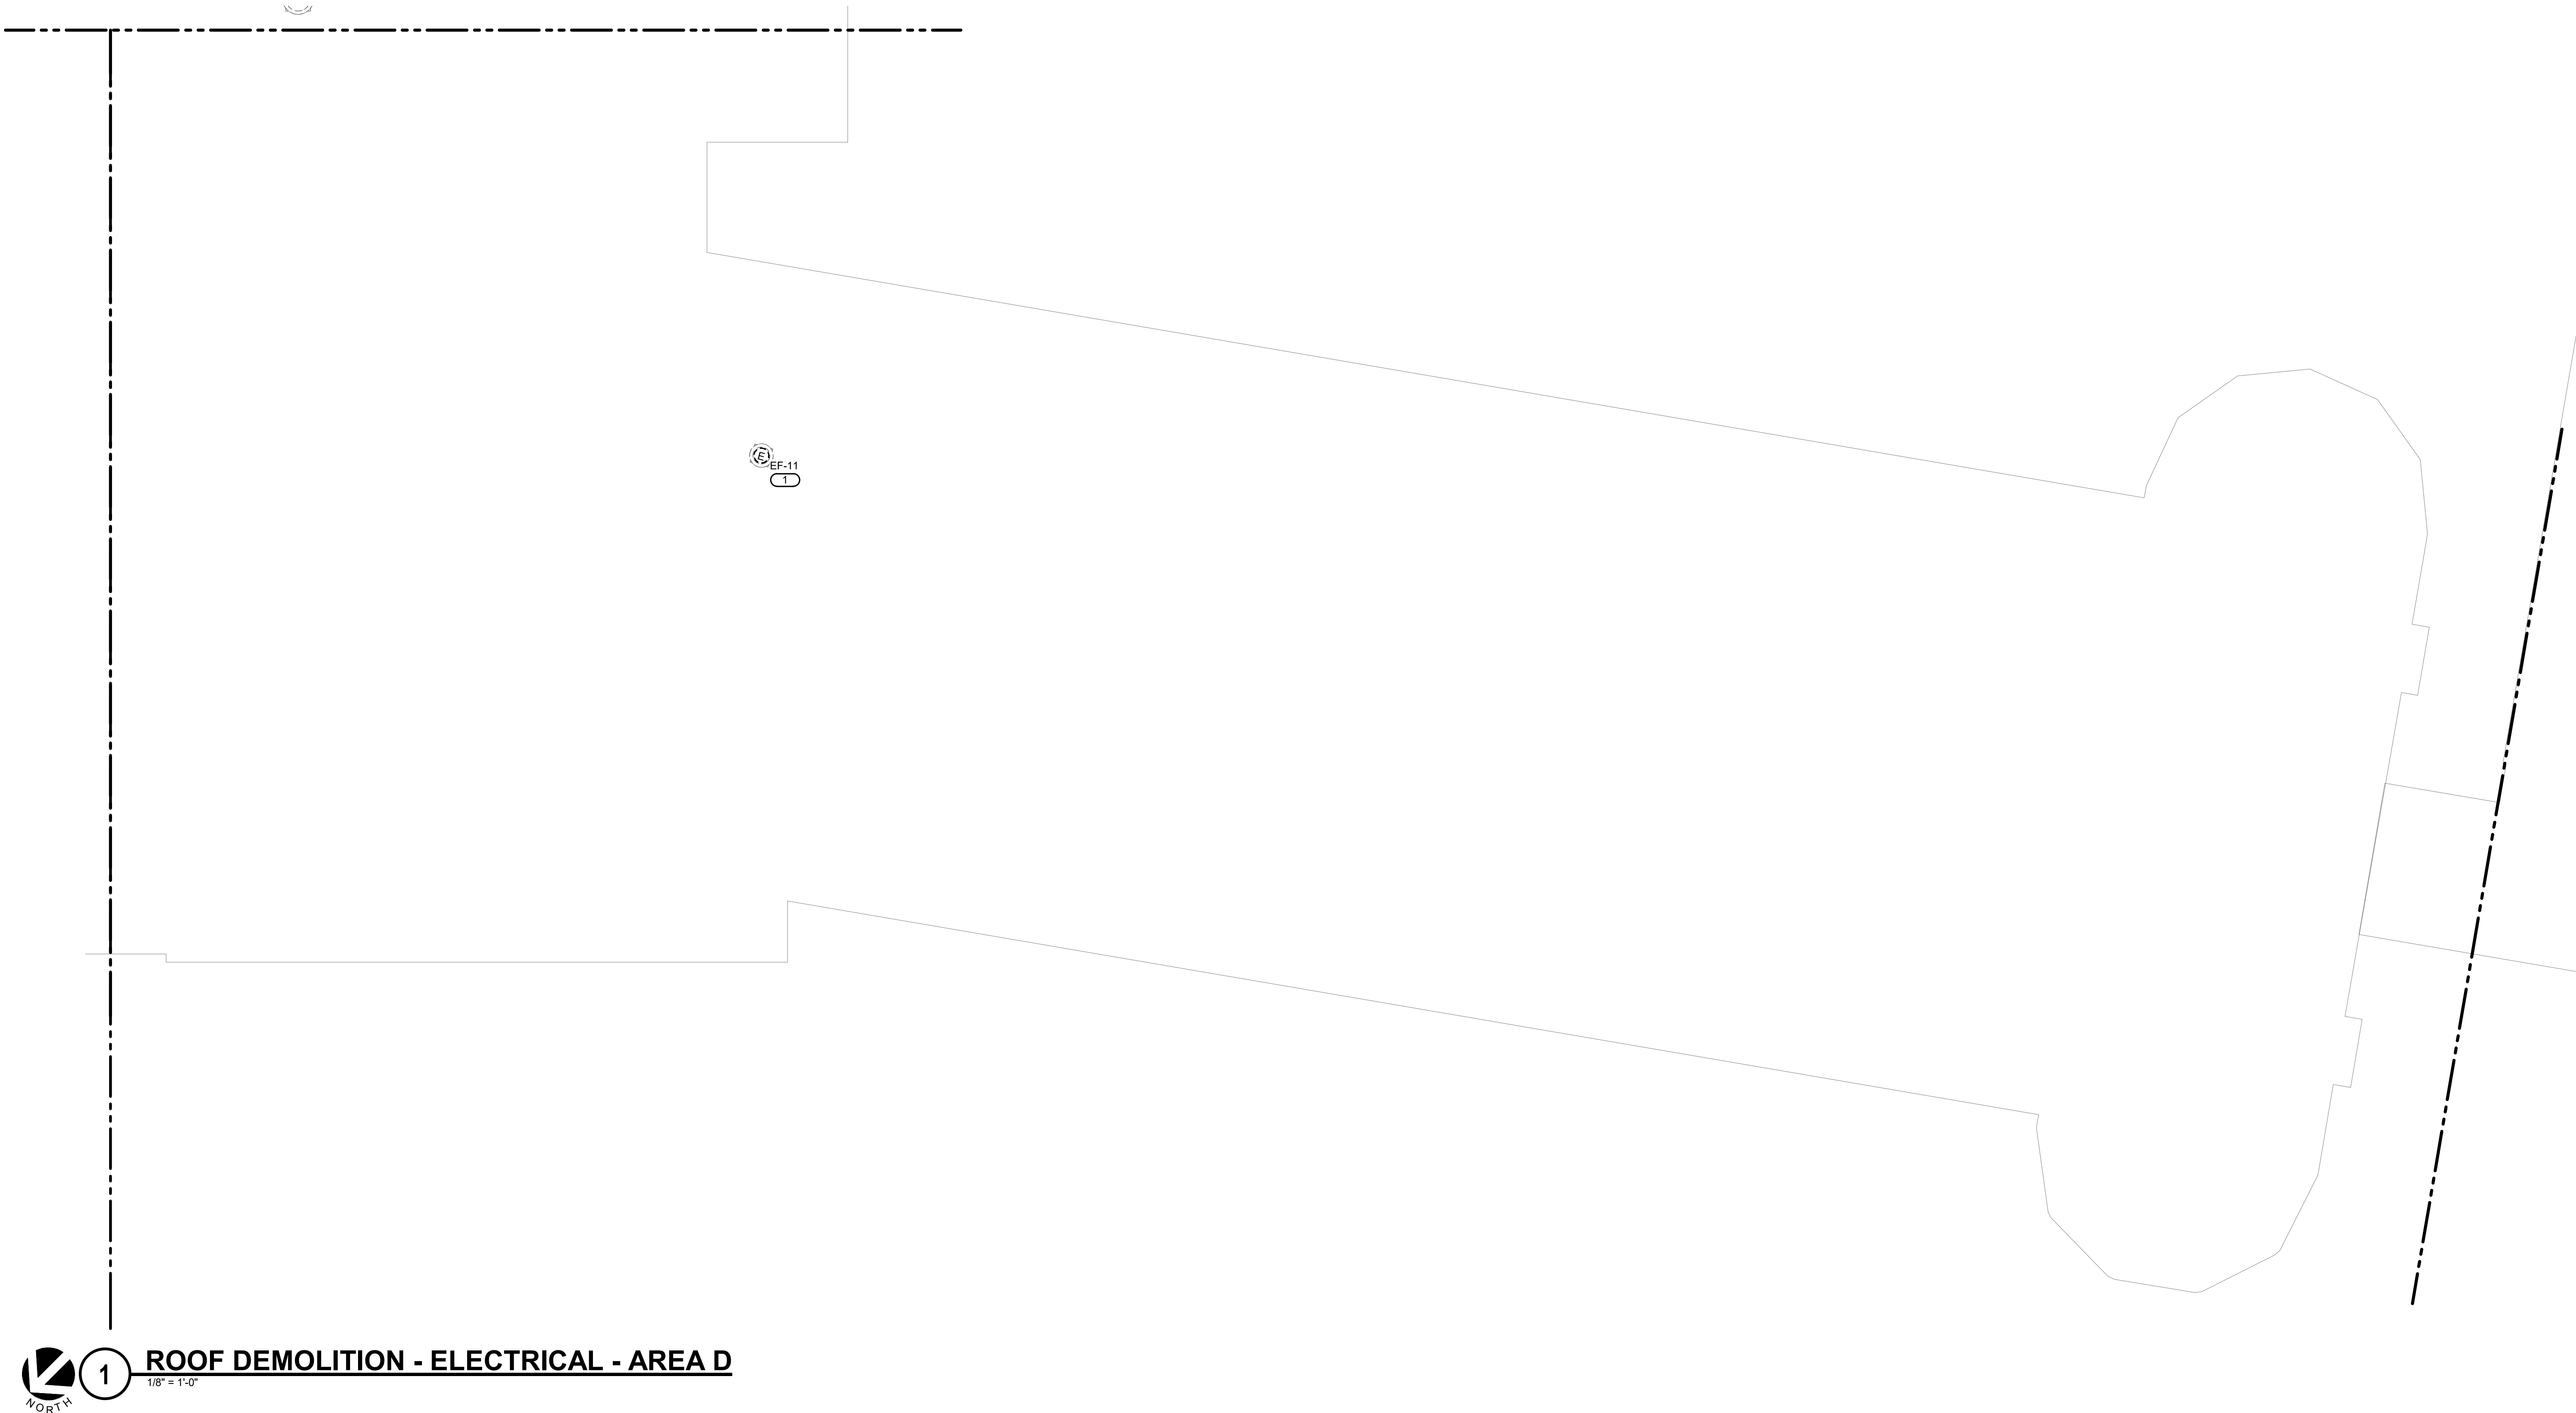 E
EF-11
1
1
ROOF DEMOLITION - ELECTRICAL - AREA D
1/8" = 1'-0"
NORTH